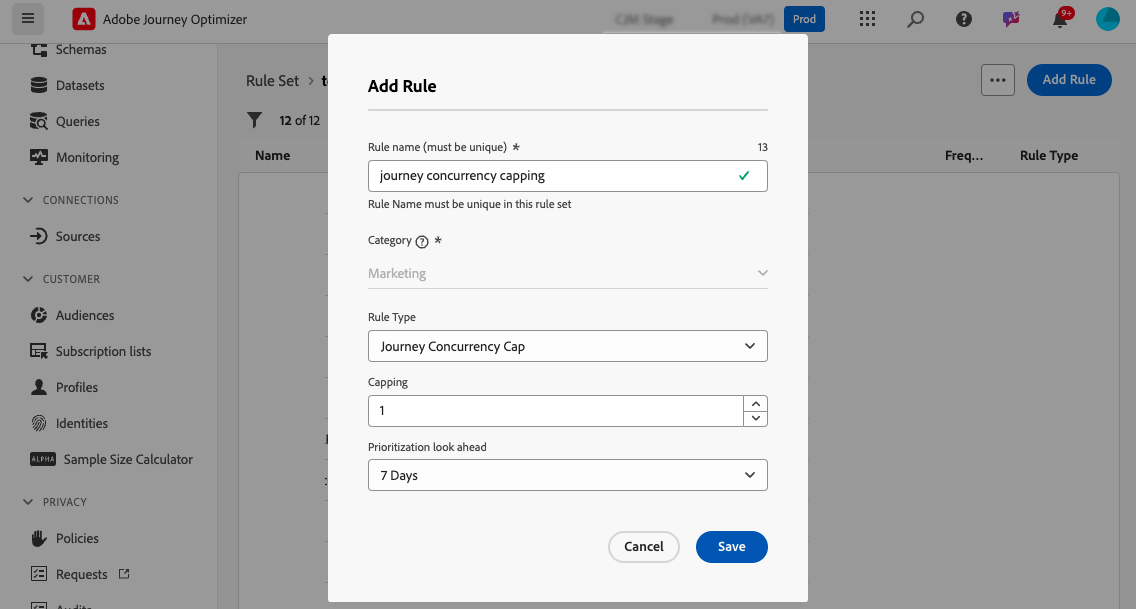 Adobe Journey Optimizer
CJM Stage
Prod (VA7)
Prod
9+
Schemas
Datasets
Queries
Monitoring
CONNECTIONS
Sources
CUSTOMER
Audiences
Subscription lists
Profiles
Identities
ALPHA Sample Size Calculator
PRIVACY
Policies
Requests
Audits
Rule Set >
Add Rule
12 of 12
Name
Freq...
Rule Type
Add Rule
Rule name (must be unique) *
13
journey concurrency capping
Rule Name must be unique in this rule set
Category ? *
Marketing
Rule Type
Journey Concurrency Cap
Capping
1
Prioritization look ahead
7 Days
Cancel
Save